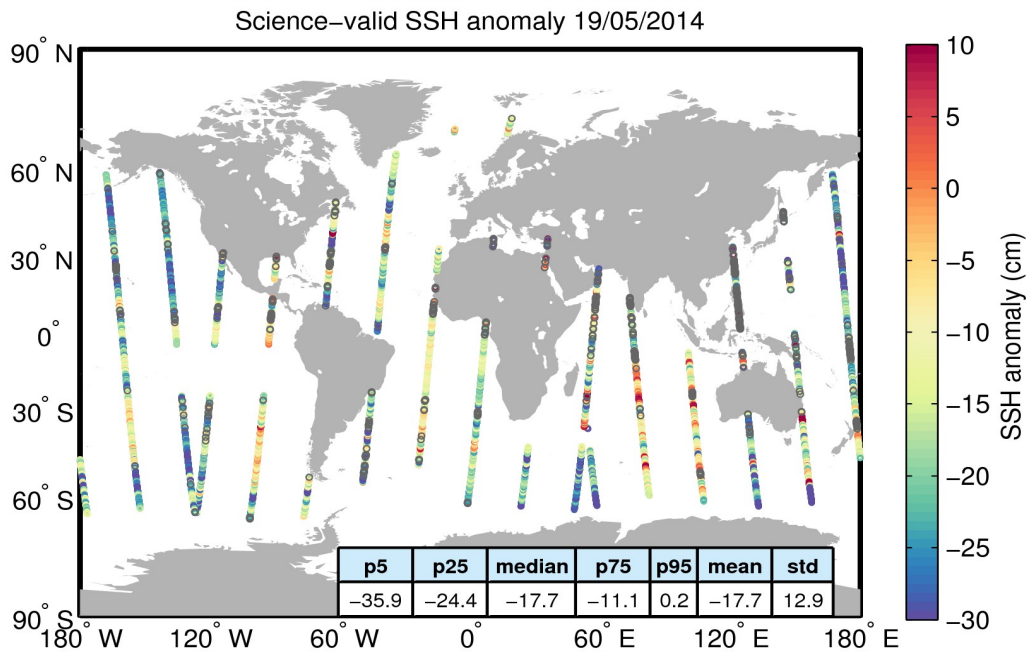 Science−valid SSH anomaly 19/05/2014
90° N
60° N
30° N
0°
30° S
60° S
90° S
180° W
120° W
60° W
0°
60° E
120° E
180° E
p5 p25 median p75 p95 mean std
−35.9 −24.4 −17.7 −11.1 0.2 −17.7 12.9
10
5
0
−5
−10
−15
−20
−25
−30
SSH anomaly (cm)